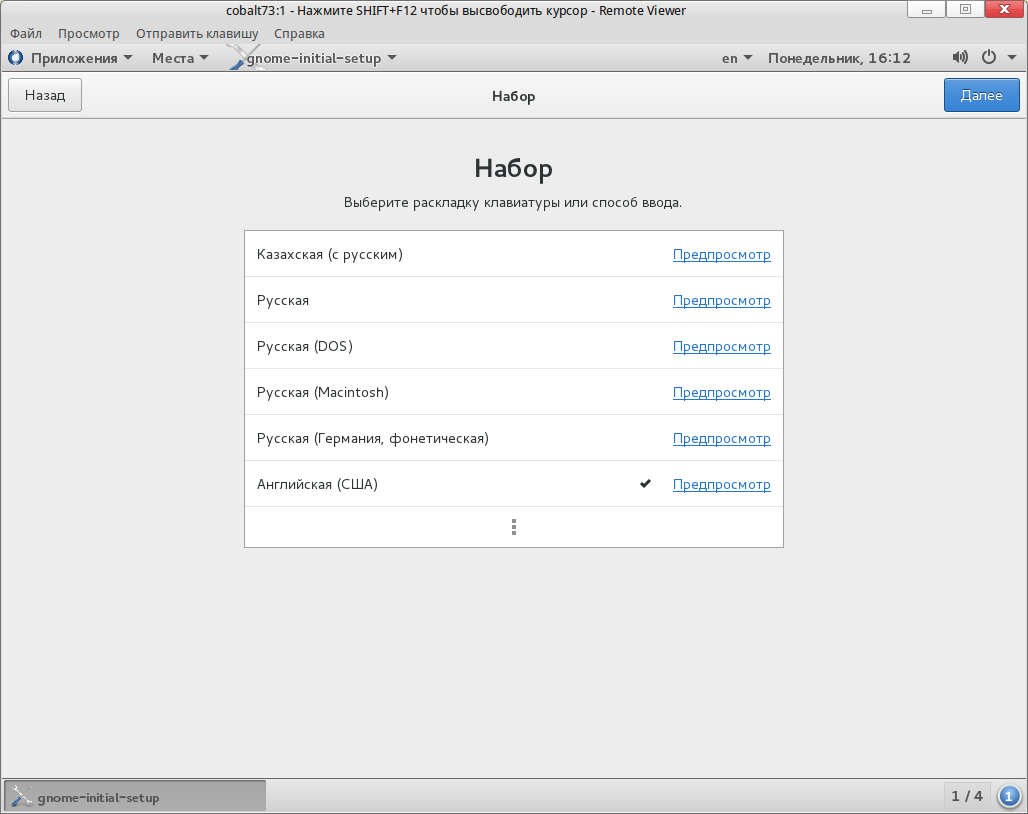 cobalt73:1 - Нажмите SHIFT+F12 чтобы высвободить курсор - Remote Viewer
Файл Просмотр Отправить клавишу Справка
Приложения Места gnome-initial-setup en Понедельник, 16:12
Назад Набор Далее
Набор
Выберите раскладку клавиатуры или способ ввода.
Казахская (с русским) Предпросмотр
Русская Предпросмотр
Русская (DOS) Предпросмотр
Русская (Macintosh) Предпросмотр
Русская (Германия, фонетическая) Предпросмотр
Английская (США) Предпросмотр
gnome-initial-setup 1 / 4 1